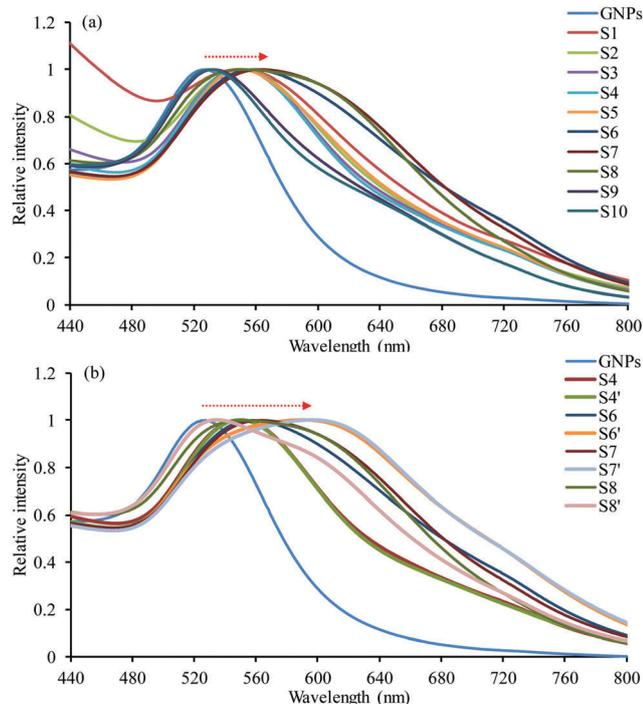 (a)
1.2
1
0.8
0.6
0.4
0.2
0
Relative intensity
440 480 520 560 600 640 680 720 760 800
Wavelength (nm)
GNPs
S1
S2
S3
S4
S5
S6
S7
S8
S9
S10
(b)
1.2
1
0.8
0.6
0.4
0.2
0
Relative intensity
440 480 520 560 600 640 680 720 760 800
Wavelength (nm)
GNPs
S4
S4'
S6
S6'
S7
S7'
S8
S8'